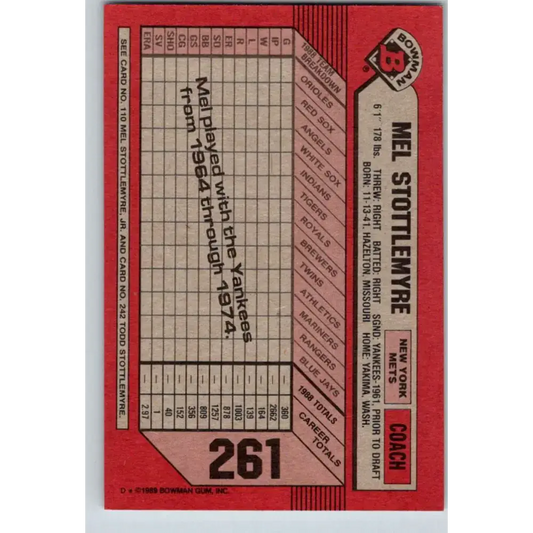 BOWMAN
B
®
MEL STOTTLEMYRE
NEW YORK
METS
COACH
6'1" 178 lbs. THREW: RIGHT BATTED: RIGHT SGND: YANKEES-1961, PRIOR TO DRAFT
BORN: 11-13-41, HAZELTON, MISSOURI HOME: YAKIMA, WASH.
1988 TEAM
BREAKDOWN
ORIOLES
RED SOX
ANGELS
WHITE SOX
INDIANS
TIGERS
ROYALS
BREWERS
TWINS
ATHLETICS
MARINERS
RANGERS
BLUE JAYS
1988 TOTALS
CAREER
TOTALS
G — 360
IP — 2662
W — 164
L — 139
R — 1003
ER — 878
SO — 1257
BB — 809
GS — 356
CG — 152
SHO — 40
SV — 1
ERA — 2.97
Mel played with the Yankees
from 1964 through 1974.
261
SEE CARD NO. 110 MEL STOTTLEMYRE, JR. AND CARD NO. 242 TODD STOTTLEMYRE.
D * ©1989 BOWMAN GUM, INC.